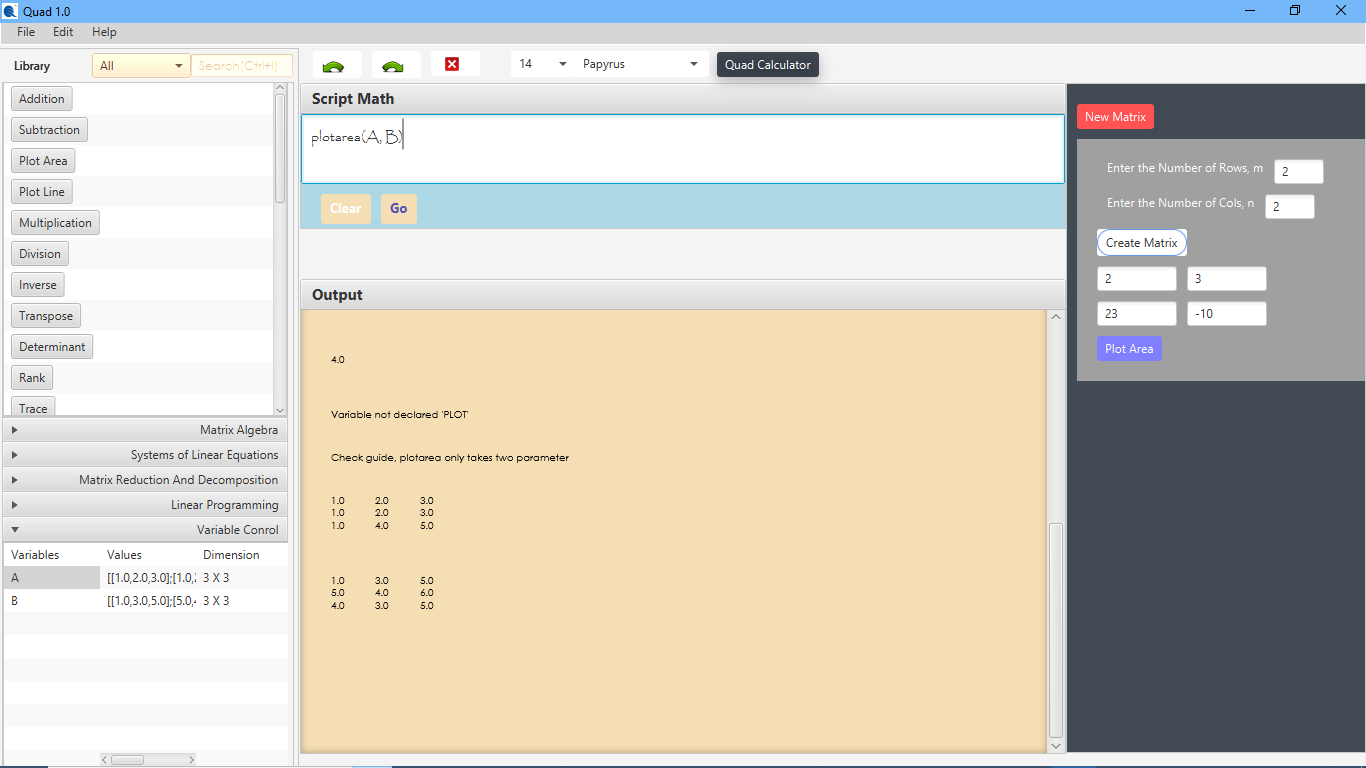 Quad 1.0
File Edit Help
Library All Search(Ctrl+l) 14 Papyrus Quad Calculator
Addition
Subtraction
Plot Area
Plot Line
Multiplication
Division
Inverse
Transpose
Determinant
Rank
Trace
Matrix Algebra
Systems of Linear Equations
Matrix Reduction And Decomposition
Linear Programming
Variable Conrol
Variables Values Dimension
A [[1.0,2.0,3.0];[1.0,2 3 X 3
B [[1.0,3.0,5.0];[5.0,4 3 X 3
Script Math
plotarea(A, B)
Clear Go
Output
4.0
Variable not declared 'PLOT'
Check guide, plotarea only takes two parameter
1.0 2.0 3.0
1.0 2.0 3.0
1.0 4.0 5.0
1.0 3.0 5.0
5.0 4.0 6.0
4.0 3.0 5.0
New Matrix
Enter the Number of Rows, m 2
Enter the Number of Cols, n 2
Create Matrix
2 3
23 -10
Plot Area